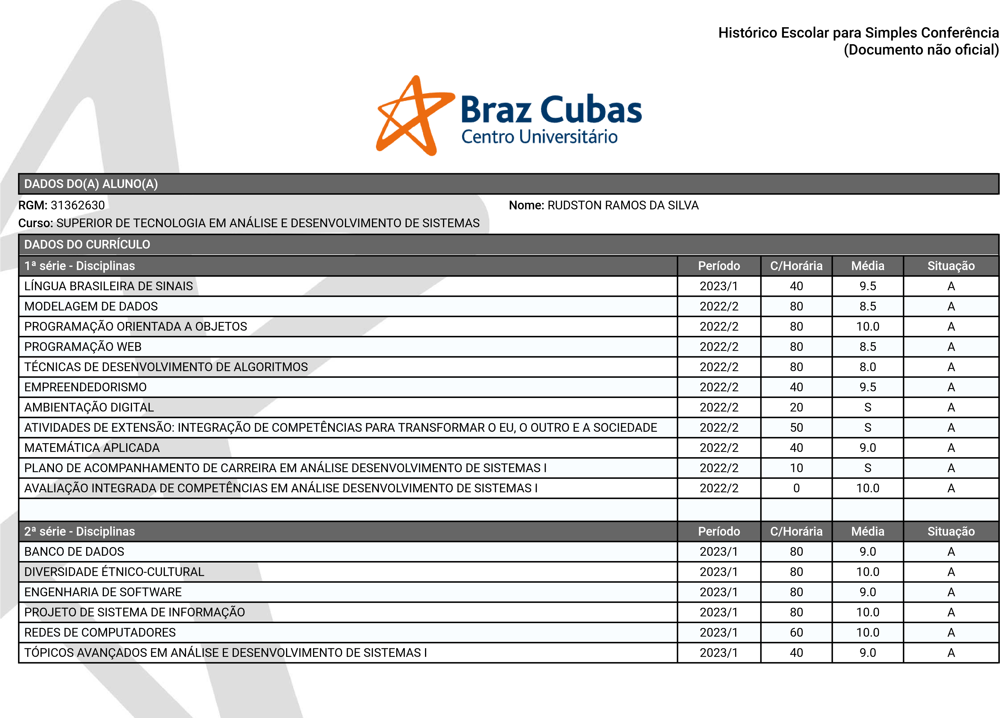 Histórico Escolar para Simples Conferência
(Documento não oficial)
Braz Cubas
Centro Universitário
DADOS DO(A) ALUNO(A)
RGM: 31362630 Nome: RUDSTON RAMOS DA SILVA
Curso: SUPERIOR DE TECNOLOGIA EM ANÁLISE E DESENVOLVIMENTO DE SISTEMAS
DADOS DO CURRÍCULO
1ª série - Disciplinas Período C/Horária Média Situação
LÍNGUA BRASILEIRA DE SINAIS 2023/1 40 9.5 A
MODELAGEM DE DADOS 2022/2 80 8.5 A
PROGRAMAÇÃO ORIENTADA A OBJETOS 2022/2 80 10.0 A
PROGRAMAÇÃO WEB 2022/2 80 8.5 A
TÉCNICAS DE DESENVOLVIMENTO DE ALGORITMOS 2022/2 80 8.0 A
EMPREENDEDORISMO 2022/2 40 9.5 A
AMBIENTAÇÃO DIGITAL 2022/2 20 S A
ATIVIDADES DE EXTENSÃO: INTEGRAÇÃO DE COMPETÊNCIAS PARA TRANSFORMAR O EU, O OUTRO E A SOCIEDADE 2022/2 50 S A
MATEMÁTICA APLICADA 2022/2 40 9.0 A
PLANO DE ACOMPANHAMENTO DE CARREIRA EM ANÁLISE DESENVOLVIMENTO DE SISTEMAS I 2022/2 10 S A
AVALIAÇÃO INTEGRADA DE COMPETÊNCIAS EM ANÁLISE DESENVOLVIMENTO DE SISTEMAS I 2022/2 0 10.0 A
2ª série - Disciplinas Período C/Horária Média Situação
BANCO DE DADOS 2023/1 80 9.0 A
DIVERSIDADE ÉTNICO-CULTURAL 2023/1 80 10.0 A
ENGENHARIA DE SOFTWARE 2023/1 80 9.0 A
PROJETO DE SISTEMA DE INFORMAÇÃO 2023/1 80 10.0 A
REDES DE COMPUTADORES 2023/1 60 10.0 A
TÓPICOS AVANÇADOS EM ANÁLISE E DESENVOLVIMENTO DE SISTEMAS I 2023/1 40 9.0 A